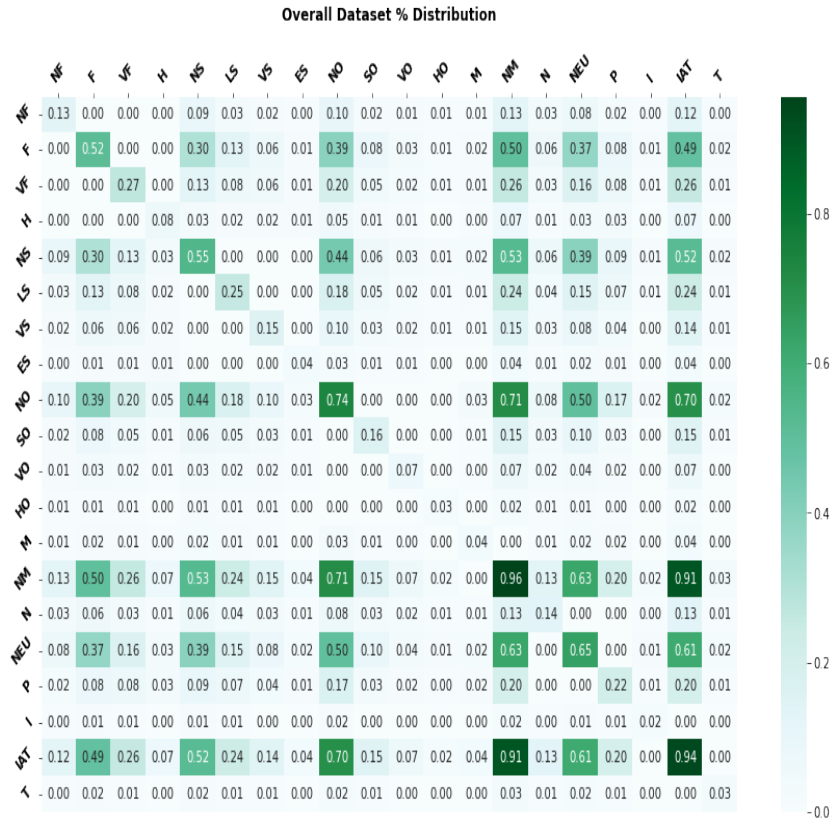 Overall Dataset % Distribution
NF F VF H NS LS VS ES NO SO VO HO M NM N NEU P I IAT T
NF 0.13 0.00 0.00 0.00 0.09 0.03 0.02 0.00 0.10 0.02 0.01 0.01 0.01 0.13 0.03 0.08 0.02 0.00 0.12 0.00
F 0.00 0.52 0.00 0.00 0.30 0.13 0.06 0.01 0.39 0.08 0.03 0.01 0.02 0.50 0.06 0.37 0.08 0.01 0.49 0.02
VF 0.00 0.00 0.27 0.00 0.13 0.08 0.06 0.01 0.20 0.05 0.02 0.01 0.01 0.26 0.03 0.16 0.08 0.01 0.26 0.01
H 0.00 0.00 0.00 0.08 0.03 0.02 0.02 0.01 0.05 0.01 0.01 0.00 0.00 0.07 0.01 0.03 0.03 0.00 0.07 0.00
0.8
NS 0.09 0.30 0.13 0.03 0.55 0.00 0.00 0.00 0.44 0.06 0.03 0.01 0.02 0.53 0.06 0.39 0.09 0.01 0.52 0.02
LS 0.03 0.13 0.08 0.02 0.00 0.25 0.00 0.00 0.18 0.05 0.02 0.01 0.01 0.24 0.04 0.15 0.07 0.01 0.24 0.01
VS 0.02 0.06 0.06 0.02 0.00 0.00 0.15 0.00 0.10 0.03 0.02 0.01 0.01 0.15 0.03 0.08 0.04 0.00 0.14 0.01
0.6
ES 0.00 0.01 0.01 0.01 0.00 0.00 0.00 0.04 0.03 0.01 0.01 0.00 0.00 0.04 0.01 0.02 0.01 0.00 0.04 0.00
NO 0.10 0.39 0.20 0.05 0.44 0.18 0.10 0.03 0.74 0.00 0.00 0.00 0.03 0.71 0.08 0.50 0.17 0.02 0.70 0.02
SO 0.02 0.08 0.05 0.01 0.06 0.05 0.03 0.01 0.00 0.16 0.00 0.00 0.01 0.15 0.03 0.10 0.03 0.00 0.15 0.01
VO 0.01 0.03 0.02 0.01 0.03 0.02 0.02 0.01 0.00 0.00 0.07 0.00 0.00 0.07 0.02 0.04 0.02 0.00 0.07 0.00
HO 0.01 0.01 0.01 0.00 0.01 0.01 0.01 0.00 0.00 0.00 0.00 0.03 0.00 0.02 0.01 0.01 0.00 0.00 0.02 0.00
0.4
M 0.01 0.02 0.01 0.00 0.02 0.01 0.01 0.00 0.03 0.01 0.00 0.00 0.04 0.00 0.01 0.02 0.02 0.00 0.04 0.00
NM 0.13 0.50 0.26 0.07 0.53 0.24 0.15 0.04 0.71 0.15 0.07 0.02 0.00 0.96 0.13 0.63 0.20 0.02 0.91 0.03
N 0.03 0.06 0.03 0.01 0.06 0.04 0.03 0.01 0.08 0.03 0.02 0.01 0.01 0.13 0.14 0.00 0.00 0.00 0.13 0.01
NEU 0.08 0.37 0.16 0.03 0.39 0.15 0.08 0.02 0.50 0.10 0.04 0.01 0.02 0.63 0.00 0.65 0.00 0.01 0.61 0.02
0.2
P 0.02 0.08 0.08 0.03 0.09 0.07 0.04 0.01 0.17 0.03 0.02 0.00 0.02 0.20 0.00 0.00 0.22 0.01 0.20 0.01
I 0.00 0.01 0.01 0.00 0.01 0.01 0.00 0.00 0.02 0.00 0.00 0.00 0.00 0.02 0.00 0.01 0.01 0.02 0.00 0.00
IAT 0.12 0.49 0.26 0.07 0.52 0.24 0.14 0.04 0.70 0.15 0.07 0.02 0.04 0.91 0.13 0.61 0.20 0.00 0.94 0.00
T 0.00 0.02 0.01 0.00 0.02 0.01 0.01 0.00 0.02 0.01 0.00 0.00 0.00 0.03 0.01 0.02 0.01 0.00 0.00 0.03
0.0